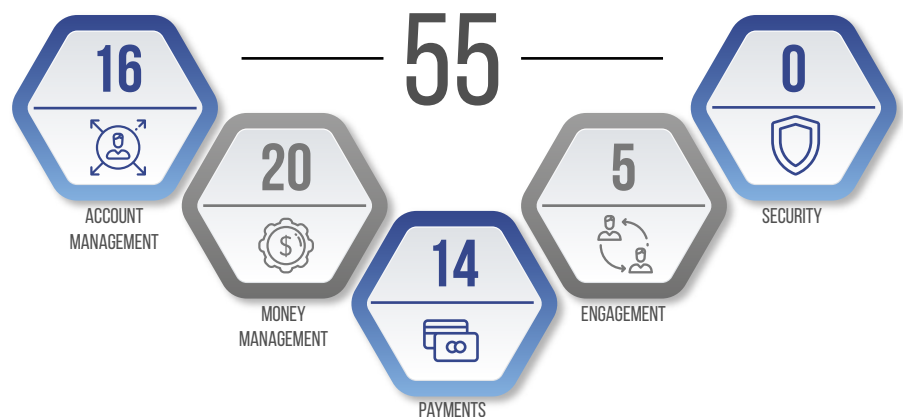 55
16
ACCOUNT
MANAGEMENT
20
MONEY
MANAGEMENT
14
PAYMENTS
5
ENGAGEMENT
0
SECURITY